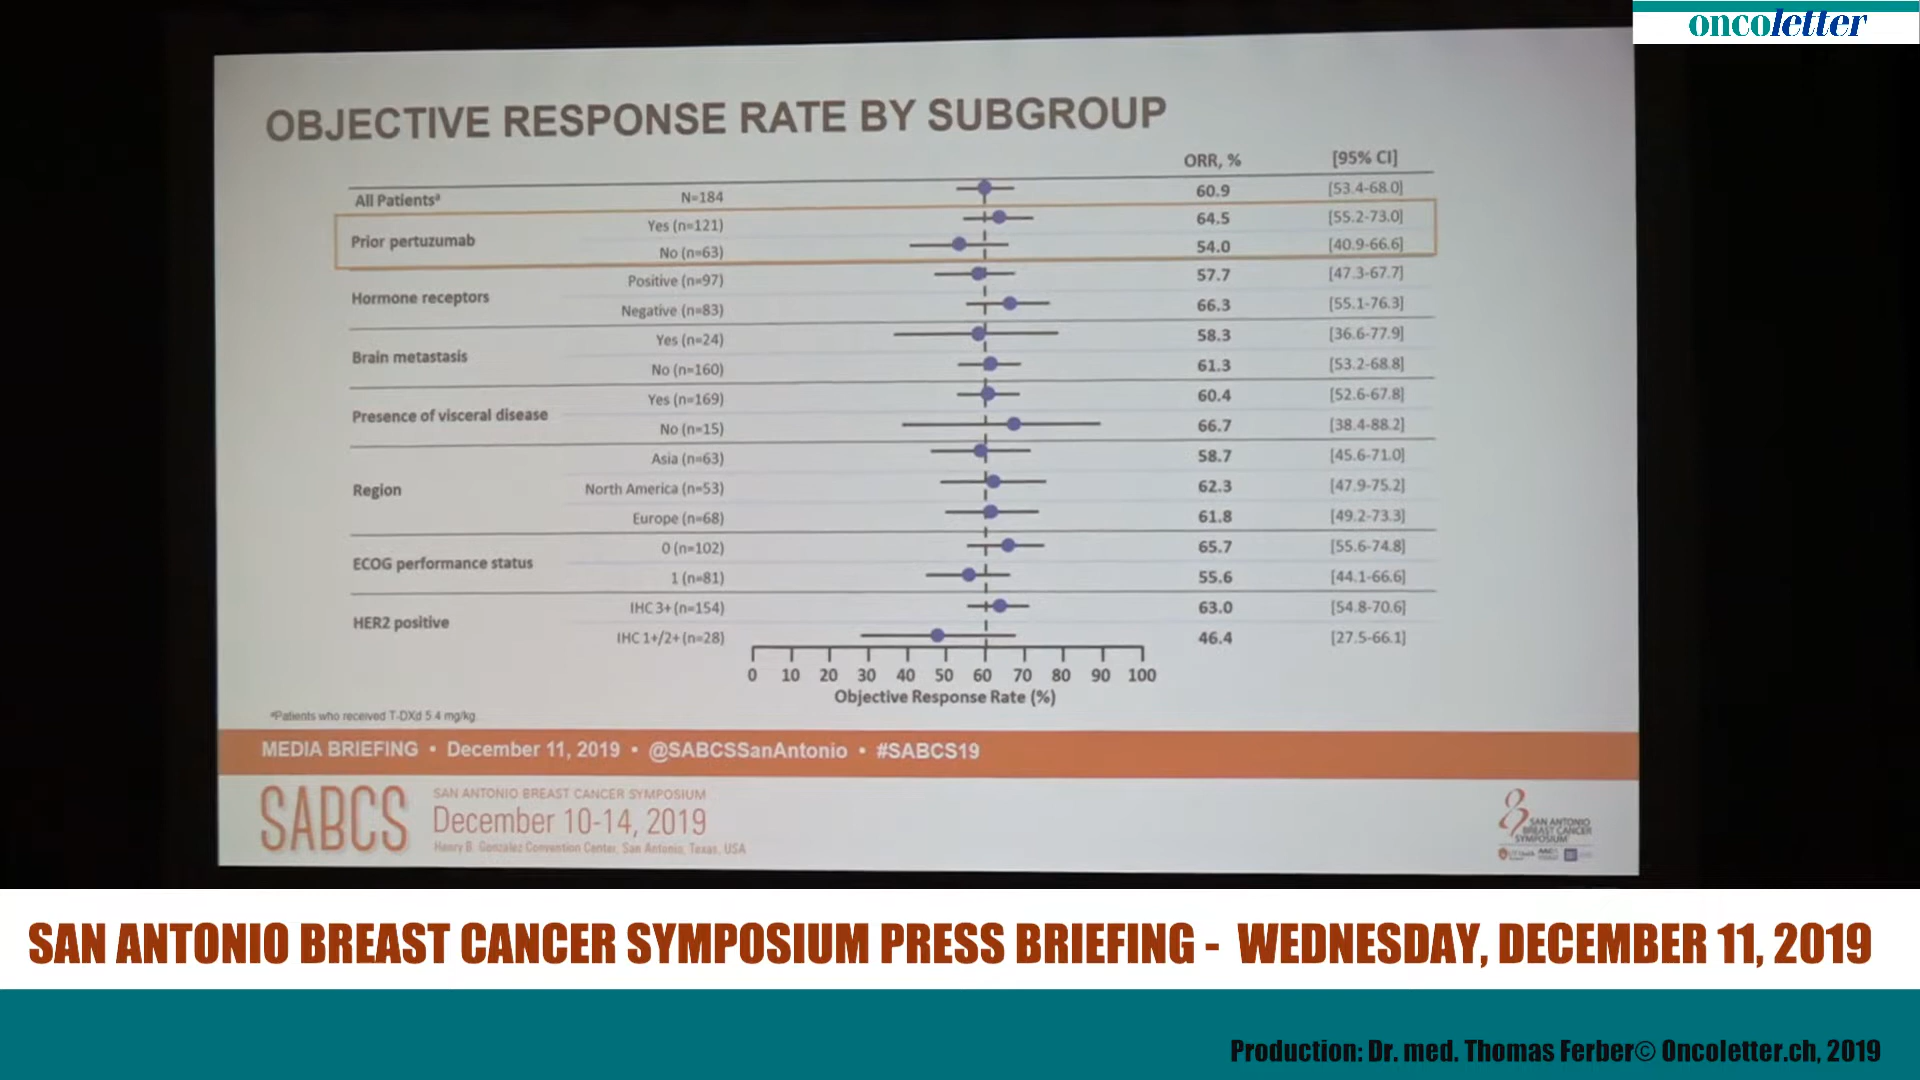 oncoletter
OBJECTIVE RESPONSE RATE BY SUBGROUP
ORR, % [95% CI]
All Patientsª N=184 60.9 [53.4-68.0]
Prior pertuzumab
Yes (n=121) 64.5 [55.2-73.0]
No (n=63) 54.0 [40.9-66.6]
Hormone receptors
Positive (n=97) 57.7 [47.3-67.7]
Negative (n=83) 66.3 [55.1-76.3]
Brain metastasis
Yes (n=24) 58.3 [36.6-77.9]
No (n=160) 61.3 [53.2-68.8]
Presence of visceral disease
Yes (n=169) 60.4 [52.6-67.8]
No (n=15) 66.7 [38.4-88.2]
Region
Asia (n=63) 58.7 [45.6-71.0]
North America (n=53) 62.3 [47.9-75.2]
Europe (n=68) 61.8 [49.2-73.3]
ECOG performance status
0 (n=102) 65.7 [55.6-74.8]
1 (n=81) 55.6 [44.1-66.6]
HER2 positive
IHC 3+ (n=154) 63.0 [54.8-70.6]
IHC 1+/2+ (n=28) 46.4 [27.5-66.1]
0 10 20 30 40 50 60 70 80 90 100
Objective Response Rate (%)
ªPatients who received T-DXd 5.4 mg/kg
MEDIA BRIEFING • December 11, 2019 • @SABCSSanAntonio • #SABCS19
SABCS
SAN ANTONIO BREAST CANCER SYMPOSIUM
December 10-14, 2019
Henry B. Gonzalez Convention Center, San Antonio, Texas, USA
SAN ANTONIO
BREAST CANCER
SYMPOSIUM
SAN ANTONIO BREAST CANCER SYMPOSIUM PRESS BRIEFING - WEDNESDAY, DECEMBER 11, 2019
Production: Dr. med. Thomas Ferber© Oncoletter.ch, 2019